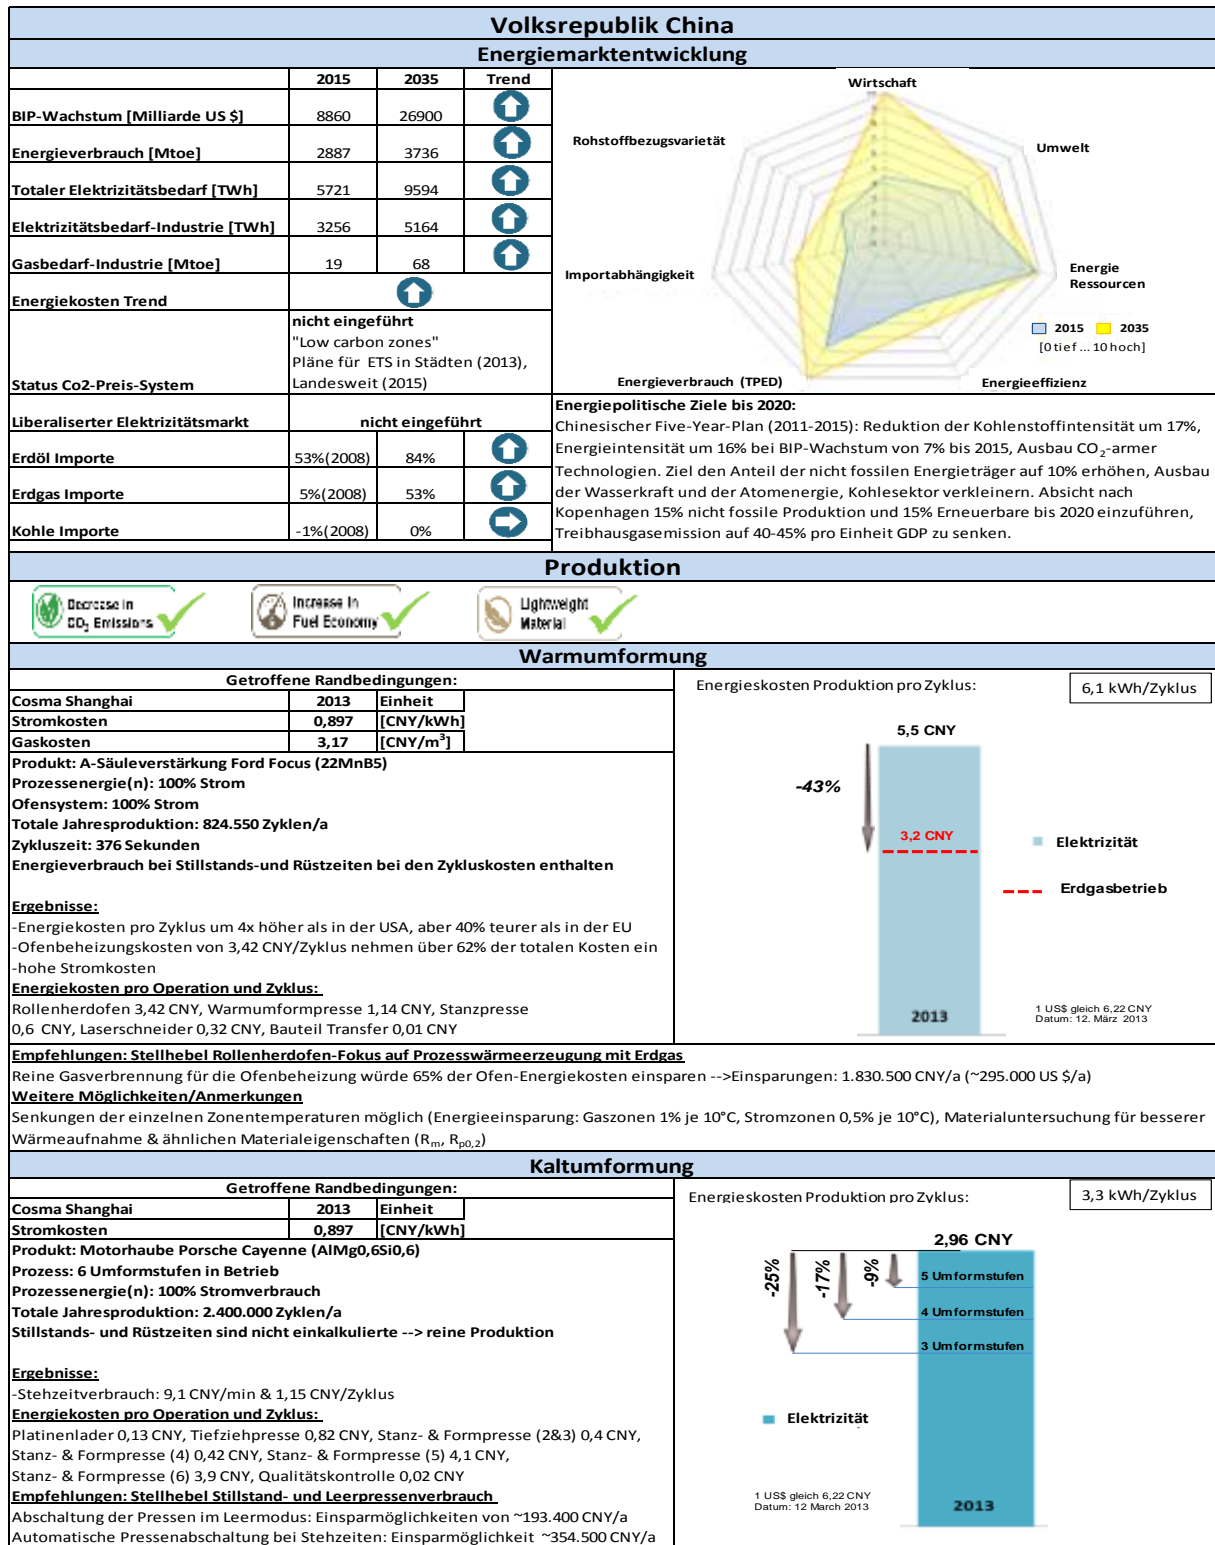 Volksrepublik China
Energiemarktentwicklung
2015 2035 Trend
BIP-Wachstum [Milliarde US $] 8860 26900
Energieverbrauch [Mtoe] 2887 3736
Totaler Elektrizitätsbedarf [TWh] 5721 9594
Elektrizitätsbedarf-Industrie [TWh] 3256 5164
Gasbedarf-Industrie [Mtoe] 19 68
Energiekosten Trend
Status Co2-Preis-System
nicht eingeführt
"Low carbon zones"
Pläne für ETS in Städten (2013),
Landesweit (2015)
Liberaliserter Elektrizitätsmarkt nicht eingeführt
Erdöl Importe 53%(2008) 84%
Erdgas Importe 5%(2008) 53%
Kohle Importe -1%(2008) 0%
Wirtschaft
Umwelt
Energie
Ressourcen
Energieeffizienz
Energieverbrauch (TPED)
Importabhängigkeit
Rohstoffbezugsvarietät
2015 2035
[0 tief ... 10 hoch]
Energiepolitische Ziele bis 2020:
Chinesischer Five-Year-Plan (2011-2015): Reduktion der Kohlenstoffintensität um 17%,
Energieintensität um 16% bei BIP-Wachstum von 7% bis 2015, Ausbau CO₂-armer
Technologien. Ziel den Anteil der nicht fossilen Energieträger auf 10% erhöhen, Ausbau
der Wasserkraft und der Atomenergie, Kohlesektor verkleinern. Absicht nach
Kopenhagen 15% nicht fossile Produktion und 15% Erneuerbare bis 2020 einzuführen,
Treibhausgasemission auf 40-45% pro Einheit GDP zu senken.
Produktion
Decrease in
CO₂ Emissions
Increase in
Fuel Economy
Lightweight
Material
Warmumformung
Getroffene Randbedingungen:
Cosma Shanghai 2013 Einheit
Stromkosten 0,897 [CNY/kWh]
Gaskosten 3,17 [CNY/m³]
Produkt: A-Säuleverstärkung Ford Focus (22MnB5)
Prozessenergie(n): 100% Strom
Ofensystem: 100% Strom
Totale Jahresproduktion: 824.550 Zyklen/a
Zykluszeit: 376 Sekunden
Energieverbrauch bei Stillstands-und Rüstzeiten bei den Zykluskosten enthalten
Ergebnisse:
-Energiekosten pro Zyklus um 4x höher als in der USA, aber 40% teurer als in der EU
-Ofenbeheizungskosten von 3,42 CNY/Zyklus nehmen über 62% der totalen Kosten ein
-hohe Stromkosten
Energiekosten pro Operation und Zyklus:
Rollenherdofen 3,42 CNY, Warmumformpresse 1,14 CNY, Stanzpresse
0,6 CNY, Laserschneider 0,32 CNY, Bauteil Transfer 0,01 CNY
Energieskosten Produktion pro Zyklus:
6,1 kWh/Zyklus
5,5 CNY
-43%
3,2 CNY
Elektrizität
Erdgasbetrieb
2013
1 US$ gleich 6,22 CNY
Datum: 12. März 2013
Empfehlungen: Stellhebel Rollenherdofen-Fokus auf Prozesswärmeerzeugung mit Erdgas
Reine Gasverbrennung für die Ofenbeheizung würde 65% der Ofen-Energiekosten einsparen -->Einsparungen: 1.830.500 CNY/a (~295.000 US $/a)
Weitere Möglichkeiten/Anmerkungen
Senkungen der einzelnen Zonentemperaturen möglich (Energieeinsparung: Gaszonen 1% je 10°C, Stromzonen 0,5% je 10°C), Materialuntersuchung für besserer
Wärmeaufnahme & ähnlichen Materialeigenschaften (Rₘ, Rp0,2)
Kaltumformung
Getroffene Randbedingungen:
Cosma Shanghai 2013 Einheit
Stromkosten 0,897 [CNY/kWh]
Produkt: Motorhaube Porsche Cayenne (AlMg0,6Si0,6)
Prozess: 6 Umformstufen in Betrieb
Prozessenergie(n): 100% Stromverbrauch
Totale Jahresproduktion: 2.400.000 Zyklen/a
Stillstands- und Rüstzeiten sind nicht einkalkulierte --> reine Produktion
Ergebnisse:
-Stehzeitverbrauch: 9,1 CNY/min & 1,15 CNY/Zyklus
Energiekosten pro Operation und Zyklus:
Platinenlader 0,13 CNY, Tiefziehpresse 0,82 CNY, Stanz- & Formpresse (2&3) 0,4 CNY,
Stanz- & Formpresse (4) 0,42 CNY, Stanz- & Formpresse (5) 4,1 CNY,
Stanz- & Formpresse (6) 3,9 CNY, Qualitätskontrolle 0,02 CNY
Empfehlungen: Stellhebel Stillstand- und Leerpressenverbrauch
Abschaltung der Pressen im Leermodus: Einsparmöglichkeiten von ~193.400 CNY/a
Automatische Pressenabschaltung bei Stehzeiten: Einsparmöglichkeit ~354.500 CNY/a
Energieskosten Produktion pro Zyklus:
3,3 kWh/Zyklus
2,96 CNY
-25%
-17%
-9%
5 Umformstufen
4 Umformstufen
3 Umformstufen
Elektrizität
2013
1 US$ gleich 6,22 CNY
Datum: 12 March 2013